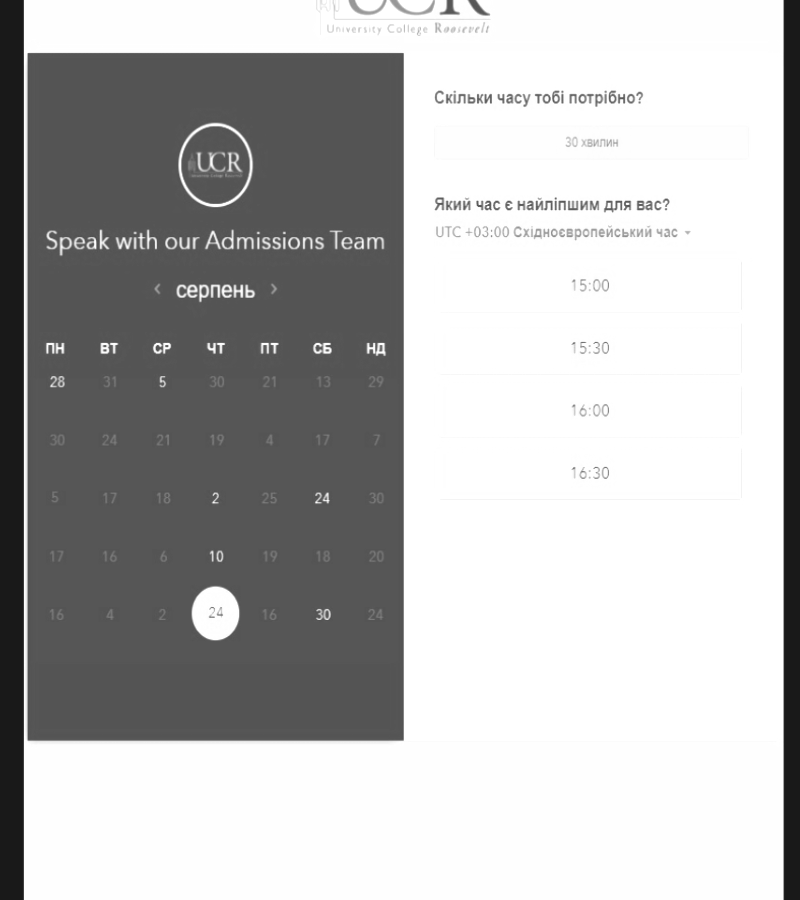 UCR
University College Roosevelt
UCR
Speak with our Admissions Team
‹ серпень ›
ПН ВТ СР ЧТ ПТ СБ НД
28 31 5 30 21 13 29
30 24 21 19 4 17 7
5 17 18 2 25 24 30
17 16 6 10 19 18 20
16 4 2 24 16 30 24
Скільки часу тобі потрібно?
30 хвилин
Який час є найліпшим для вас?
UTC +03:00 Східноєвропейський час
15:00
15:30
16:00
16:30